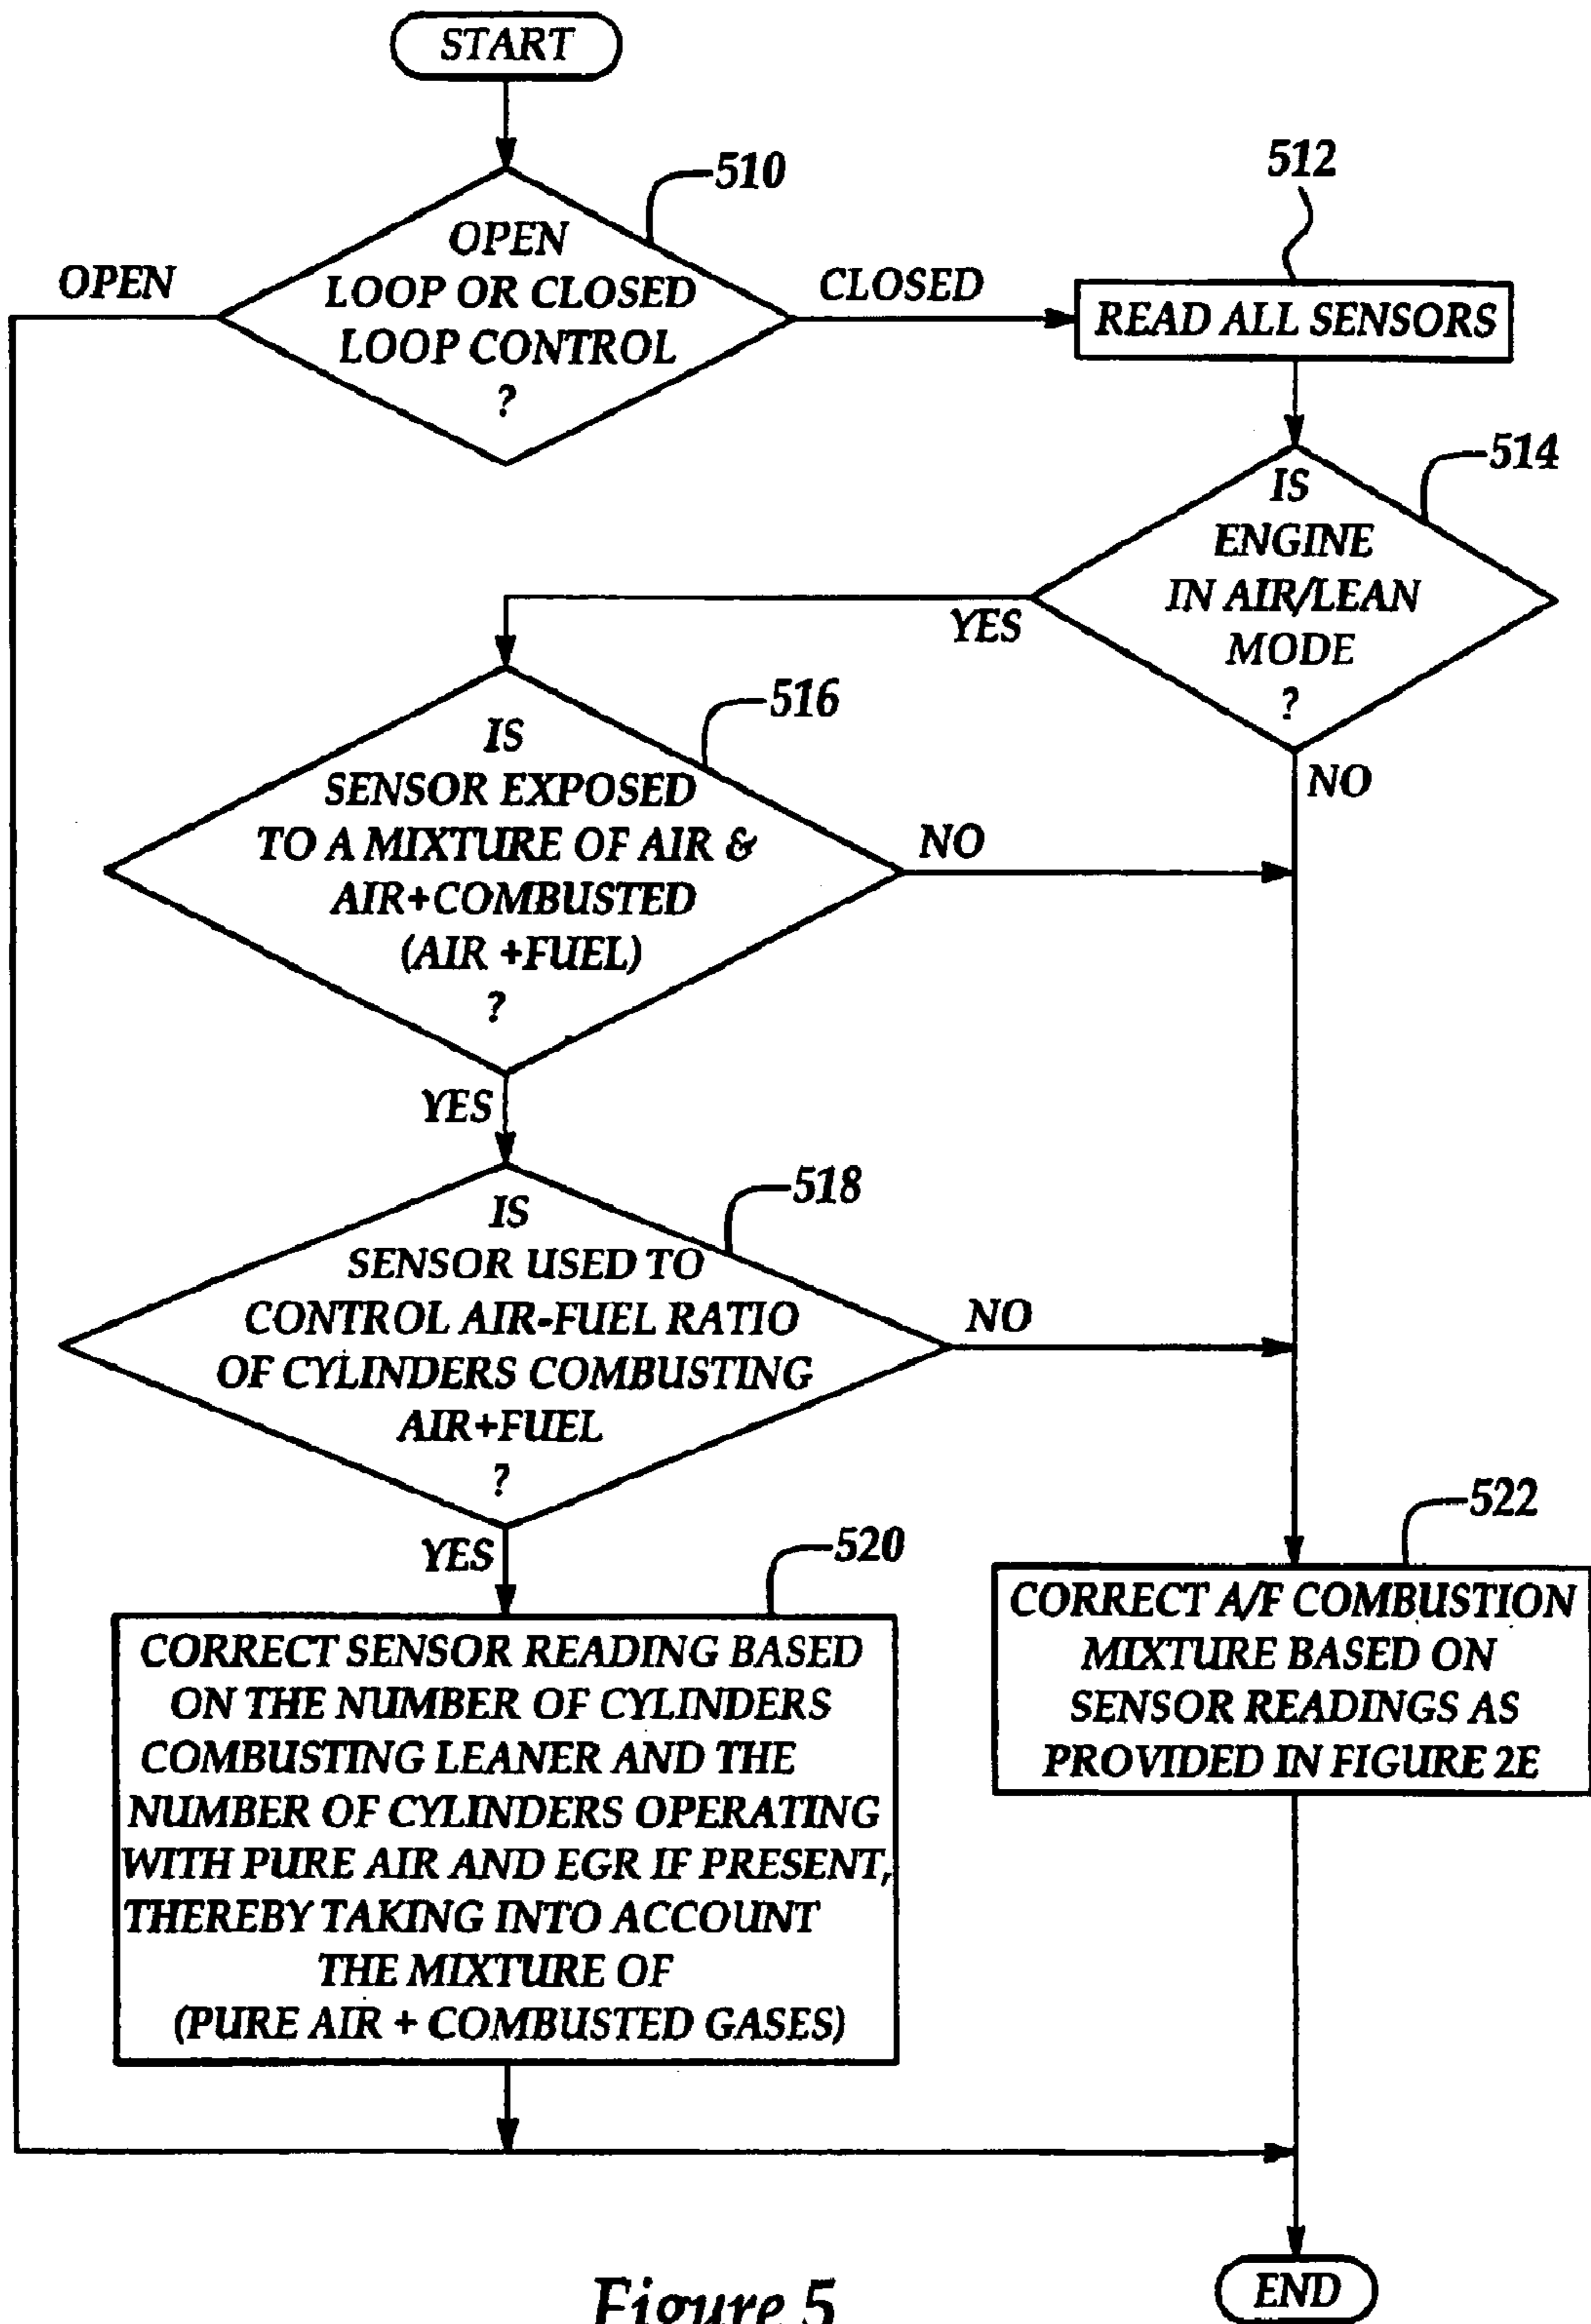 START
510
OPEN
LOOP OR CLOSED
LOOP CONTROL
?
OPEN
CLOSED
512
READ ALL SENSORS
514
IS
ENGINE
IN AIR/LEAN
MODE
?
YES
NO
516
IS
SENSOR EXPOSED
TO A MIXTURE OF AIR &
AIR+COMBUSTED
(AIR +FUEL)
?
NO
YES
518
IS
SENSOR USED TO
CONTROL AIR-FUEL RATIO
OF CYLINDERS COMBUSTING
AIR+FUEL
?
NO
YES
520
CORRECT SENSOR READING BASED
ON THE NUMBER OF CYLINDERS
COMBUSTING LEANER AND THE
NUMBER OF CYLINDERS OPERATING
WITH PURE AIR AND EGR IF PRESENT,
THEREBY TAKING INTO ACCOUNT
THE MIXTURE OF
(PURE AIR + COMBUSTED GASES)
522
CORRECT A/F COMBUSTION
MIXTURE BASED ON
SENSOR READINGS AS
PROVIDED IN FIGURE 2E
END
Figure 5